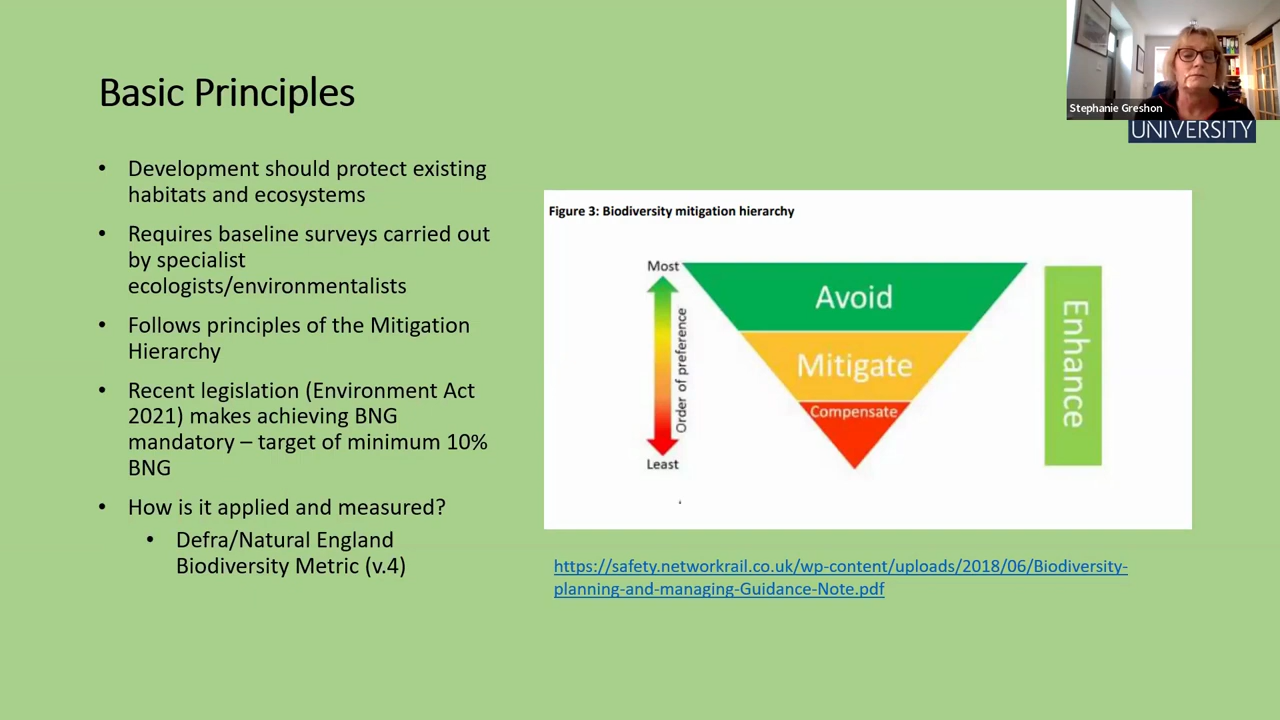 Basic Principles
Stephanie Greshon
UNIVERSITY
• Development should protect existing
habitats and ecosystems
• Requires baseline surveys carried out
by specialist
ecologists/environmentalists
• Follows principles of the Mitigation
Hierarchy
• Recent legislation (Environment Act
2021) makes achieving BNG
mandatory – target of minimum 10%
BNG
• How is it applied and measured?
• Defra/Natural England
Biodiversity Metric (v.4)
Figure 3: Biodiversity mitigation hierarchy
Most
Order of preference
Least
Avoid
Mitigate
Compensate
Enhance
https://safety.networkrail.co.uk/wp-content/uploads/2018/06/Biodiversity-
planning-and-managing-Guidance-Note.pdf